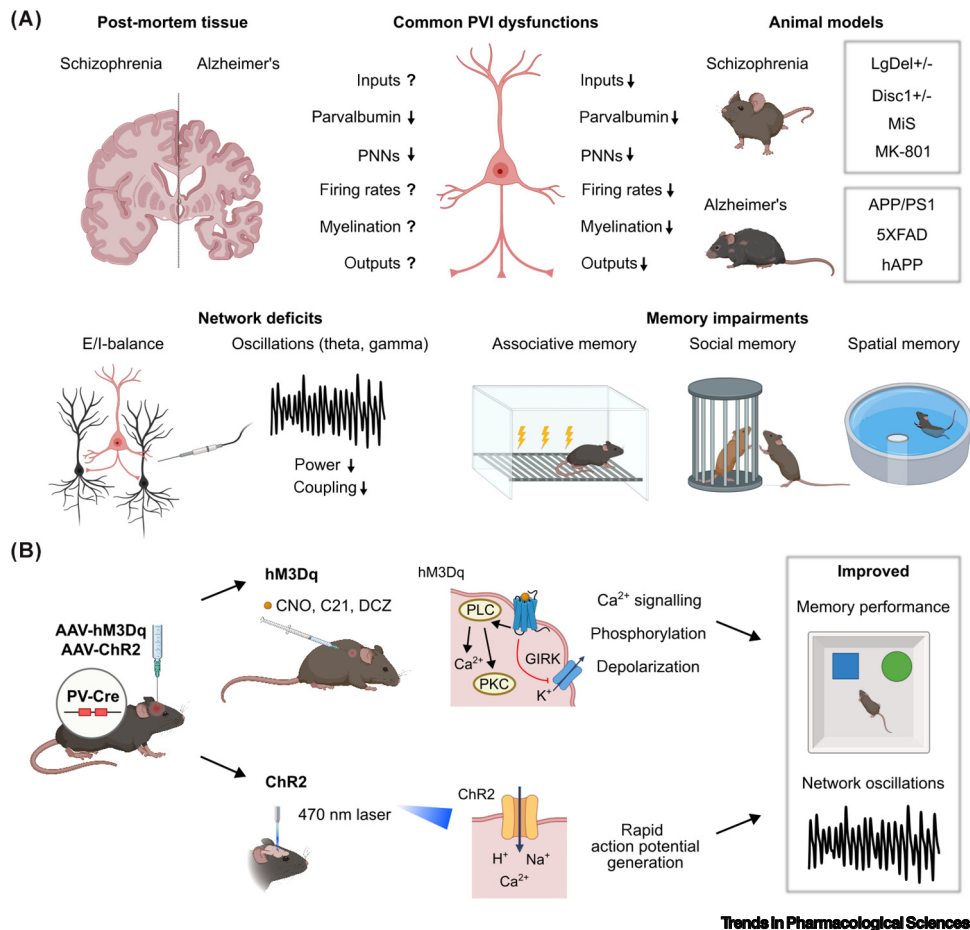 (A)
Post-mortem tissue
Schizophrenia
Alzheimer's
Common PVI dysfunctions
Inputs ?
Parvalbumin ↓
PNNs ↓
Firing rates ?
Myelination ?
Outputs ?
Inputs ↓
Parvalbumin ↓
PNNs ↓
Firing rates ↓
Myelination ↓
Outputs ↓
Animal models
Schizophrenia
LgDel+/-
Disc1+/-
MiS
MK-801
Alzheimer's
APP/PS1
5XFAD
hAPP
Network deficits
E/I-balance
Oscillations (theta, gamma)
Power ↓
Coupling ↓
Memory impairments
Associative memory
Social memory
Spatial memory
(B)
AAV-hM3Dq
AAV-ChR2
PV-Cre
hM3Dq
CNO, C21, DCZ
hM3Dq
PLC
Ca²⁺
PKC
GIRK
K⁺
Ca²⁺ signalling
Phosphorylation
Depolarization
ChR2
470 nm laser
ChR2
H⁺
Na⁺
Ca²⁺
Rapid
action potential
generation
Improved
Memory performance
Network oscillations
Trends in Pharmacological Sciences